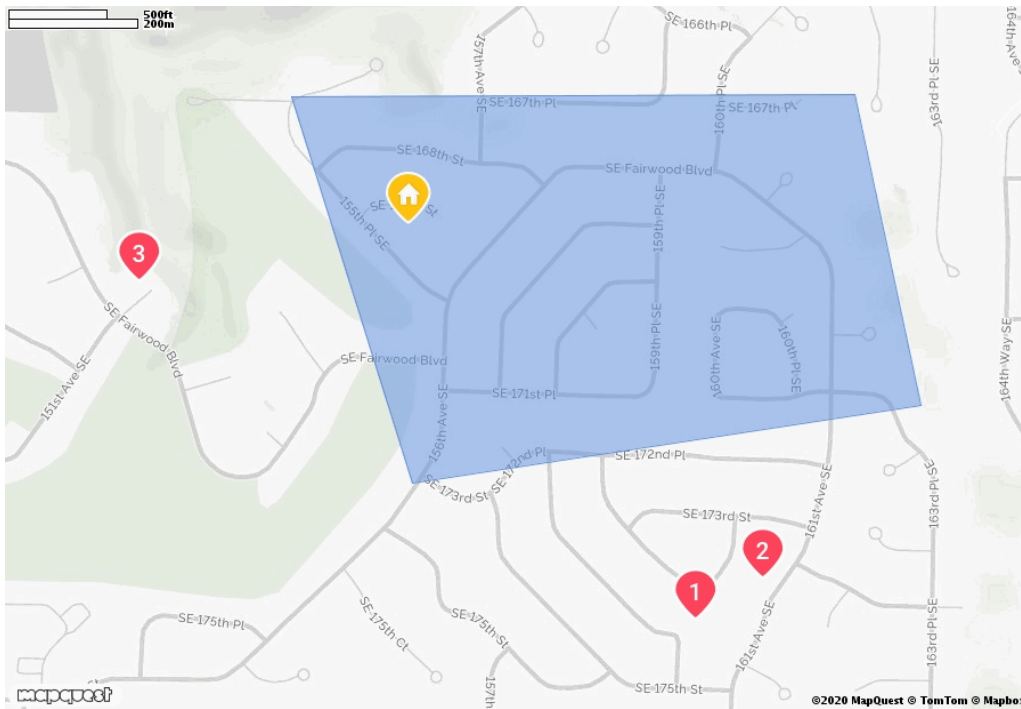 500ft
200m
164th Ave SE
157th Ave SE
SE 166th Pl
160th Pl SE
163rd Pl SE
SE 167th Pl
SE 167th Pl
SE 168th St
SE Fairwood Blvd
155th Pl SE
159th Pl SE
3
SE Fairwood Blvd
SE Fairwood Blvd
151st Ave SE
159th Pl SE
160th Ave SE
160th Pl SE
164th Way SE
SE 171st Pl
156th Ave SE
SE 172nd Pl
SE 172nd Pl
SE 173rd St
161st Ave SE
163rd Pl SE
SE 173rd St
2
1
SE 175th Pl
SE 175th Ct
SE 175th St
161st Ave SE
163rd Pl SE
157th
SE 175th St
mapquest
©2020 MapQuest © TomTom © Mapbo